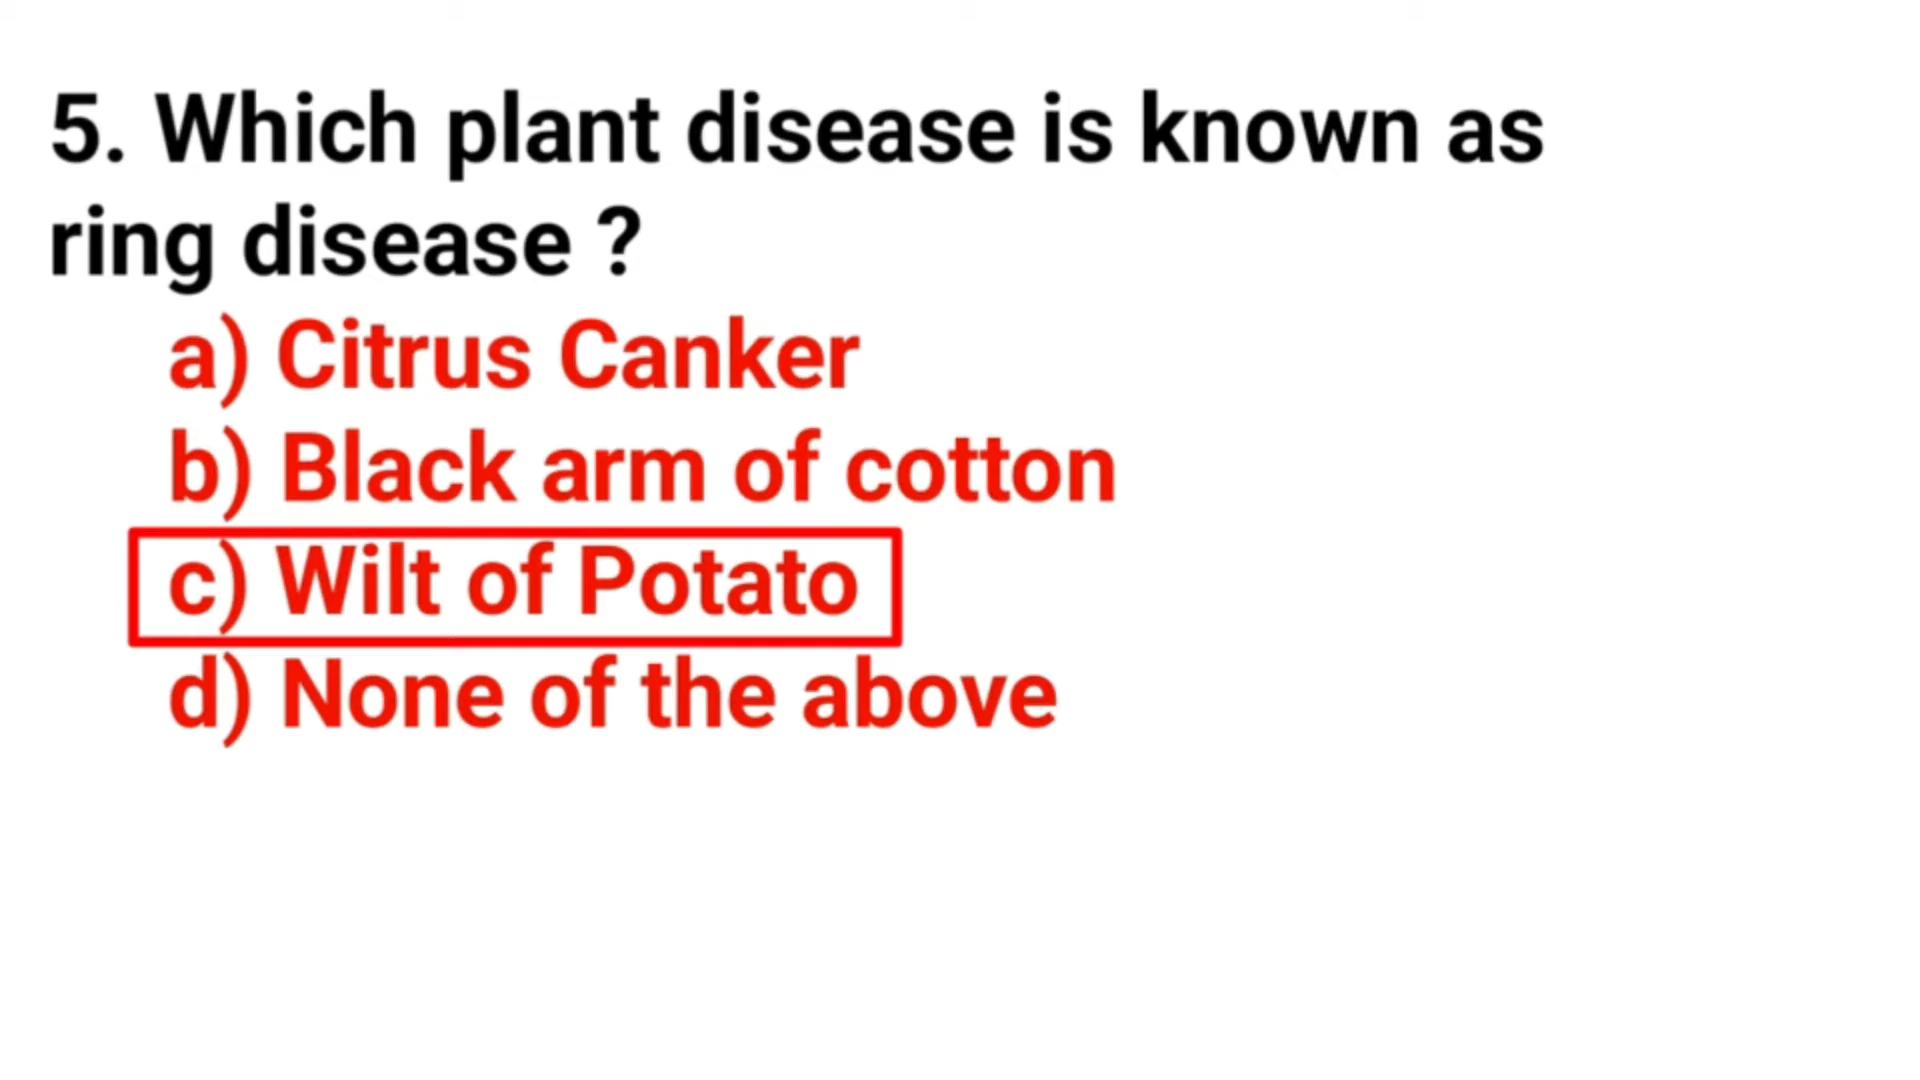 5. Which plant disease is known as
ring disease ?
a) Citrus Canker
b) Black arm of cotton
c) Wilt of Potato
d) None of the above